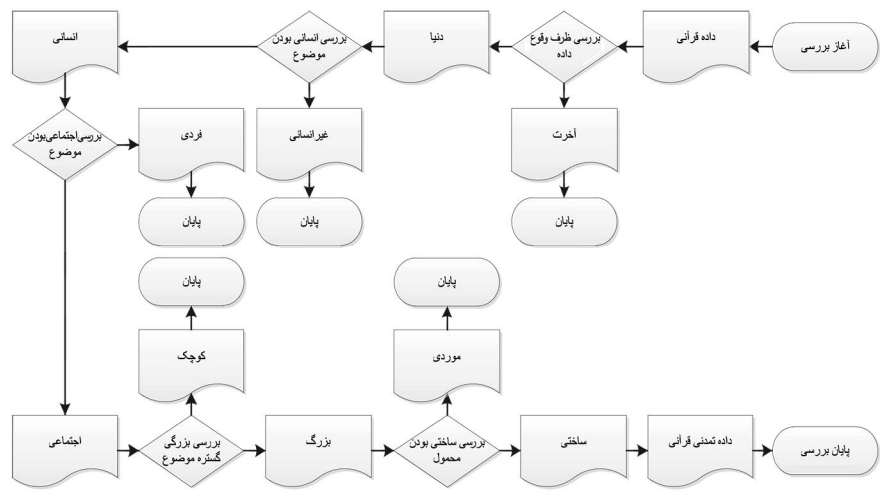 آغاز بررسی
داده قرآنی
بررسی ظرف وقوع
داده
دنیا
بررسی انسانی بودن
موضوع
انسانی
آخرت
پایان
غیرانسانی
پایان
بررسی اجتماعی بودن
موضوع
فردی
پایان
پایان
کوچک
پایان
موردی
اجتماعی
بررسی بزرگی
گستره موضوع
بزرگ
بررسی ساختی بودن
محمول
ساختی
داده تمدنی قرآنی
پایان بررسی